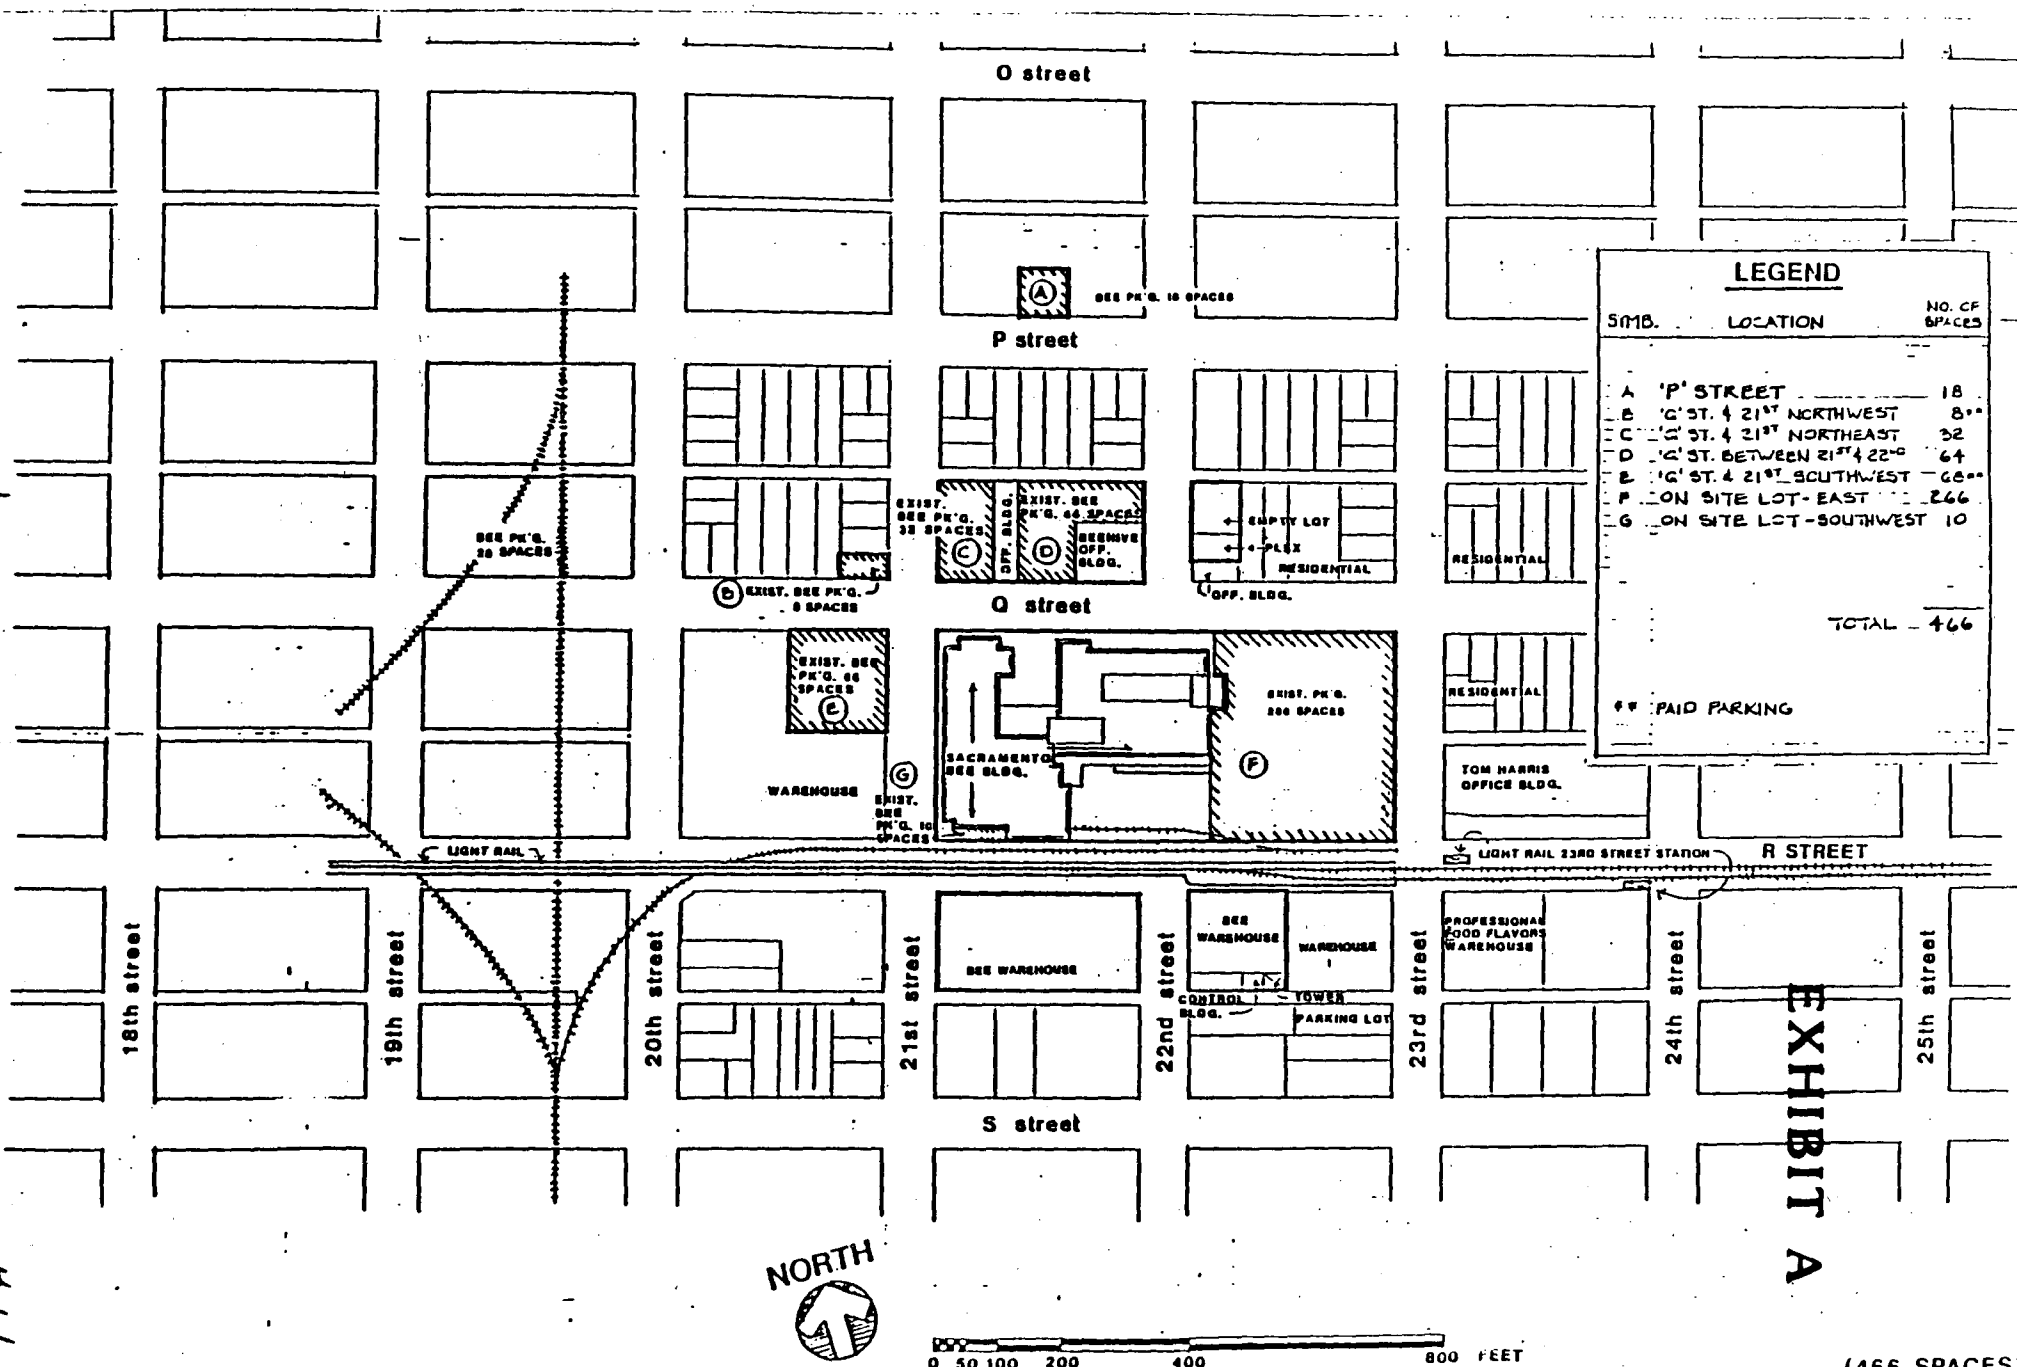 O street
BEE PK'G. 18 SPACES
A
P street
LEGEND
SYMB. LOCATION NO. OF SPACES
A 'P' STREET 18
B 'Q' ST. & 21ST NORTHWEST 8**
C 'Q' ST. & 21ST NORTHEAST 32
D 'Q' ST. BETWEEN 21ST & 22ND 64
E 'Q' ST. & 21ST SOUTHWEST 68**
F ON SITE LOT-EAST 266
G ON SITE LOT-SOUTHWEST 10
TOTAL 466
** PAID PARKING
BEE PK'G.
28 SPACES
EXIST.
BEE PK'G.
32 SPACES
C
OFF. BLDG.
EXIST. BEE
PK'G. 64 SPACES
D
BEEHIVE
OFF.
BLDG.
EMPTY LOT
4-PLEX
RESIDENTIAL
OFF. BLDG.
RESIDENTIAL
B
EXIST. BEE PK'G.
8 SPACES
Q street
EXIST. BEE
PK'G. 68
SPACES
E
WAREHOUSE
G
EXIST.
BEE
PK'G. 10
SPACES
SACRAMENTO
BEE BLDG.
EXIST. PK'G.
266 SPACES
F
RESIDENTIAL
TOM HARRIS
OFFICE BLDG.
LIGHT RAIL
LIGHT RAIL 23RD STREET STATION
R STREET
18th street
19th street
20th street
21st street
22nd street
23rd street
24th street
25th street
BEE WAREHOUSE
BEE
WAREHOUSE
WAREHOUSE
CONTROL
BLDG.
TOWER
PARKING LOT
PROFESSIONAL
FOOD FLAVORS
WAREHOUSE
S street
EXHIBIT A
NORTH
0 50 100 200 400 800 FEET
(466 SPACES